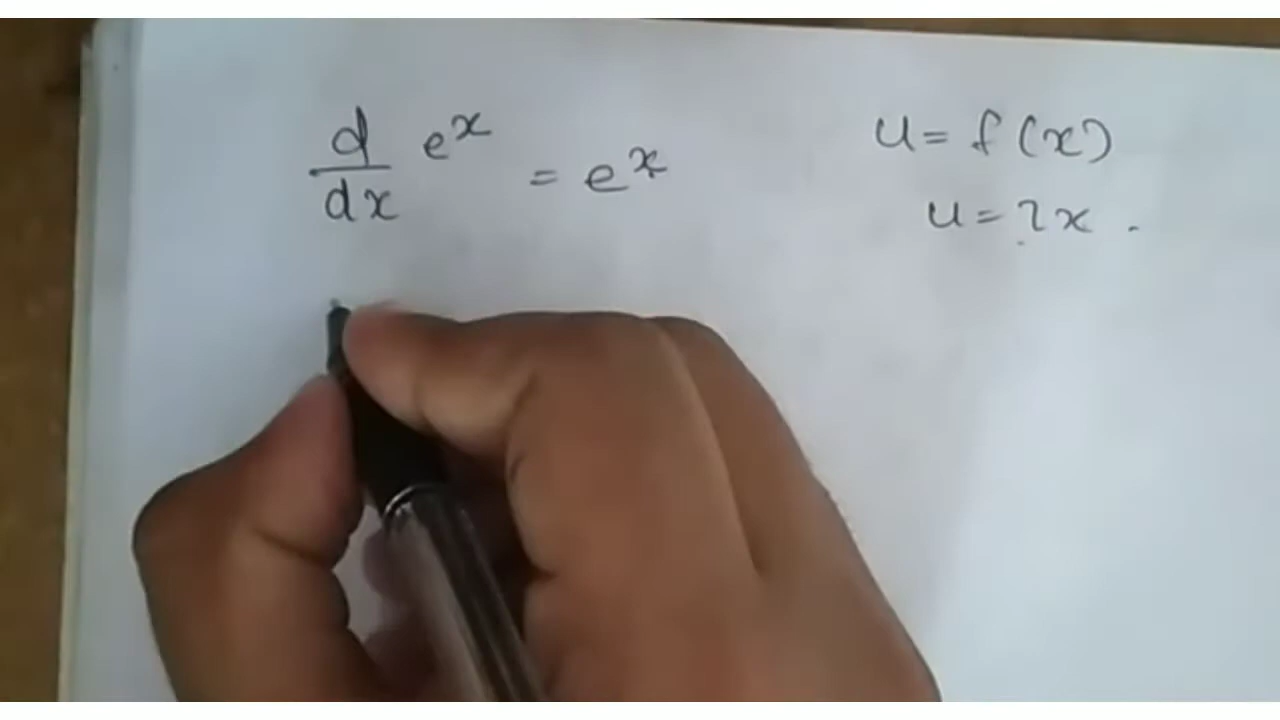 d/dx e^x = e^x
u = f(x)
u = 2x .